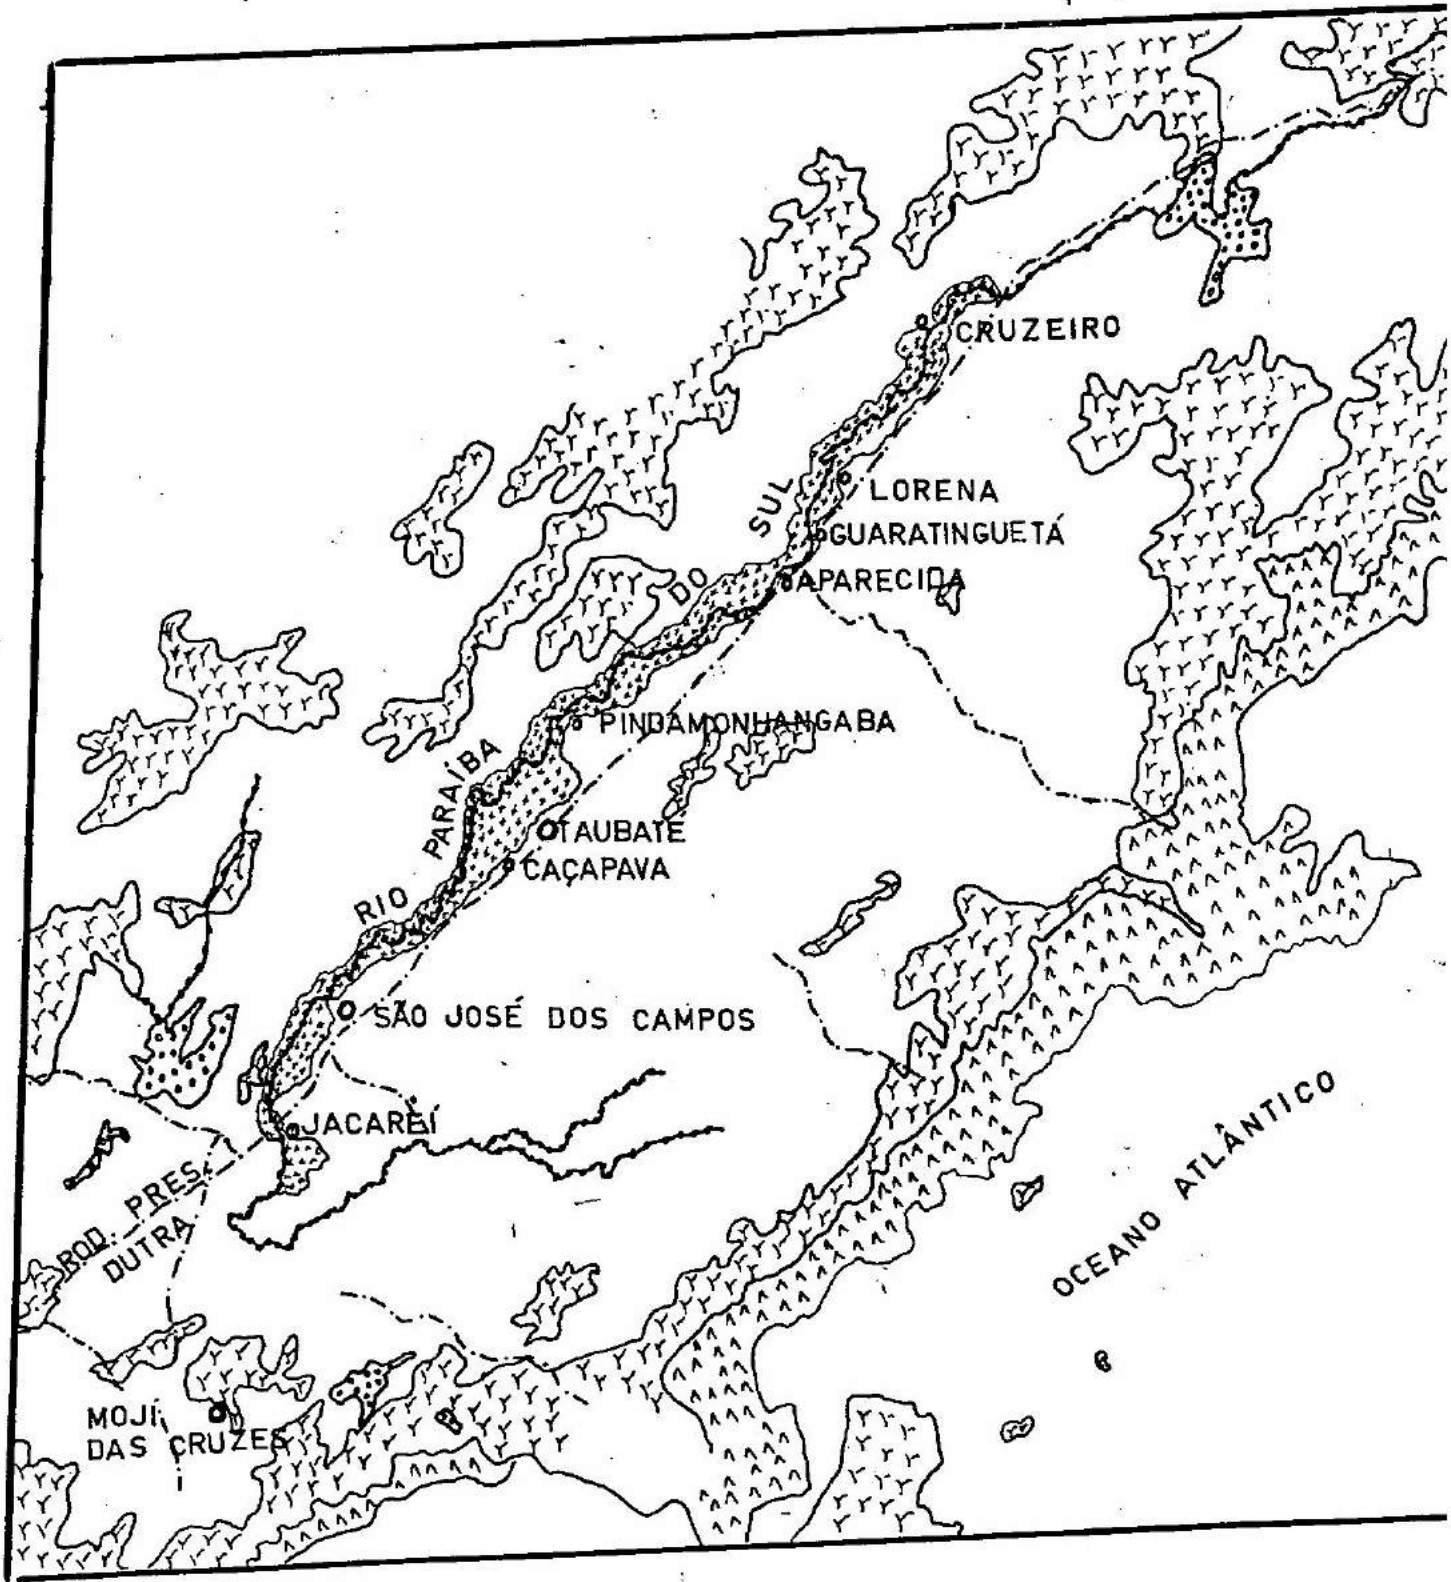 CRUZEIRO
LORENA
SUL
GUARATINGUETÁ
APARECIDA
DO
PINDAMONHANGABA
PARAÍBA
TAUBATE
CAÇAPAVA
RIO
SÃO JOSÉ DOS CAMPOS
JACAREÍ
OCEANO ATLÂNTICO
ROD. PRES.
DUTRA
MOJI
DAS CRUZES